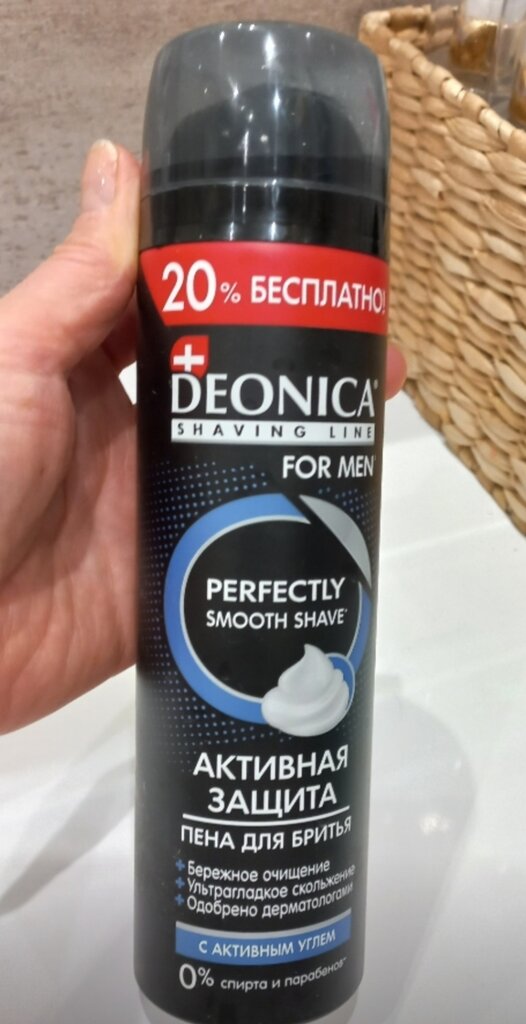 20% БЕСПЛАТНО!
DEONICA®
SHAVING LINE
FOR MEN
PERFECTLY
SMOOTH SHAVE*
АКТИВНАЯ
ЗАЩИТА
ПЕНА ДЛЯ БРИТЬЯ
+ Бережное очищение
+ Ультрагладкое скольжение
+ Одобрено дерматологами
С АКТИВНЫМ УГЛЕМ
0% спирта и парабенов**